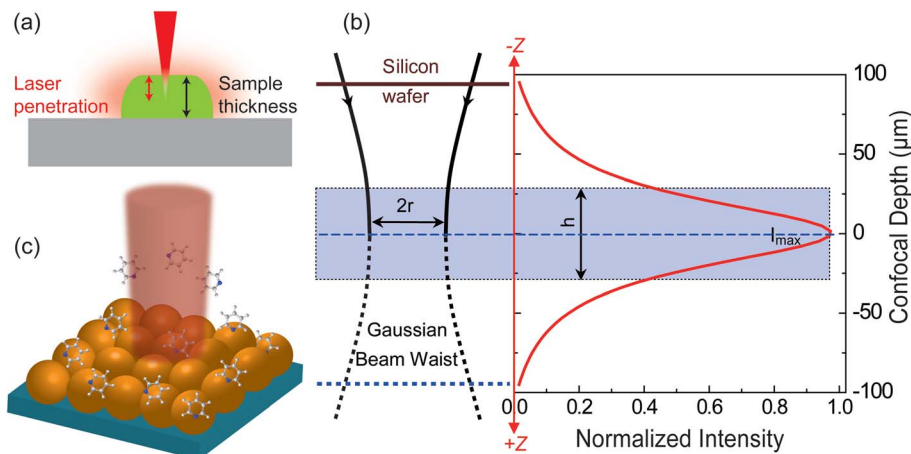 (a)
Laser
penetration
Sample
thickness
(b)
-Z
Silicon
wafer
2r
h
Imax
Gaussian
Beam Waist
+Z
100
50
0
-50
-100
Confocal Depth (µm)
0.0 0.2 0.4 0.6 0.8 1.0
Normalized Intensity
(c)